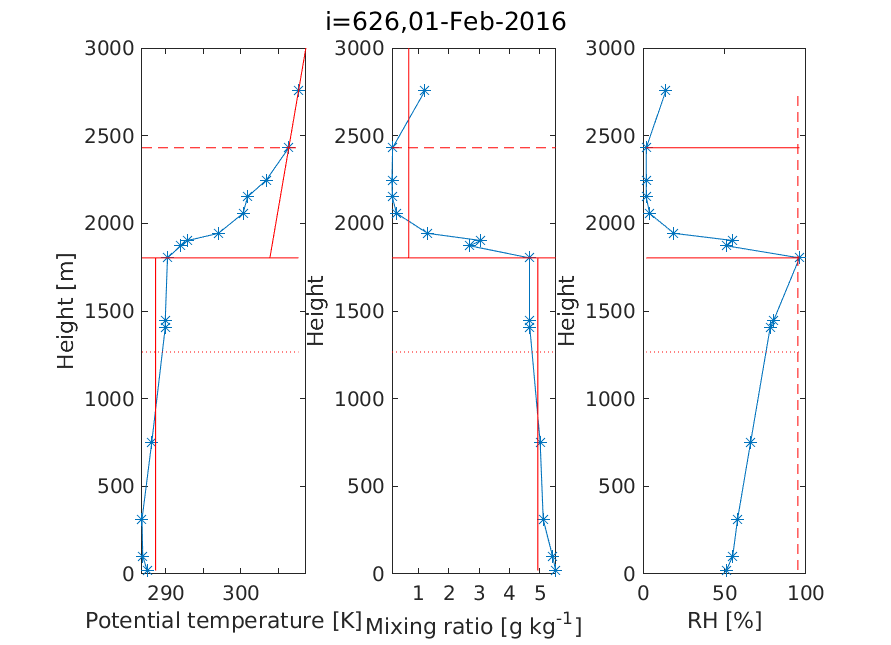 i=626,01-Feb-2016
3000
2500
2000
1500
1000
500
0
290 300
Height [m]
Potential temperature [K]
3000
2500
2000
1500
1000
500
0
1 2 3 4 5
Height
Mixing ratio [g kg-1]
3000
2500
2000
1500
1000
500
0
0 50 100
Height
RH [%]